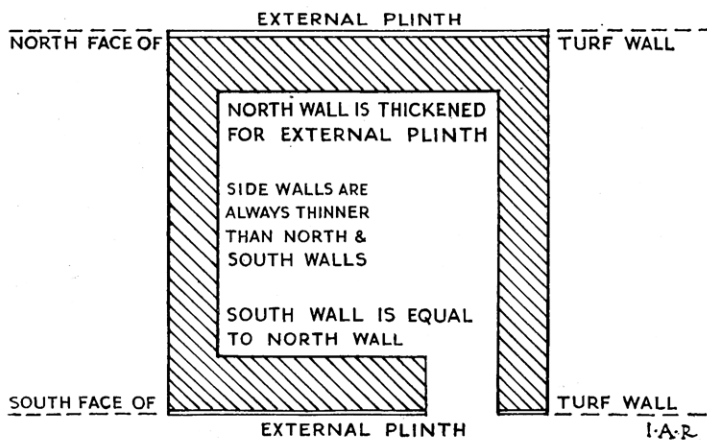 EXTERNAL PLINTH
NORTH FACE OF TURF WALL
NORTH WALL IS THICKENED
FOR EXTERNAL PLINTH
SIDE WALLS ARE
ALWAYS THINNER
THAN NORTH &
SOUTH WALLS
SOUTH WALL IS EQUAL
TO NORTH WALL
SOUTH FACE OF TURF WALL
EXTERNAL PLINTH
I.A.R